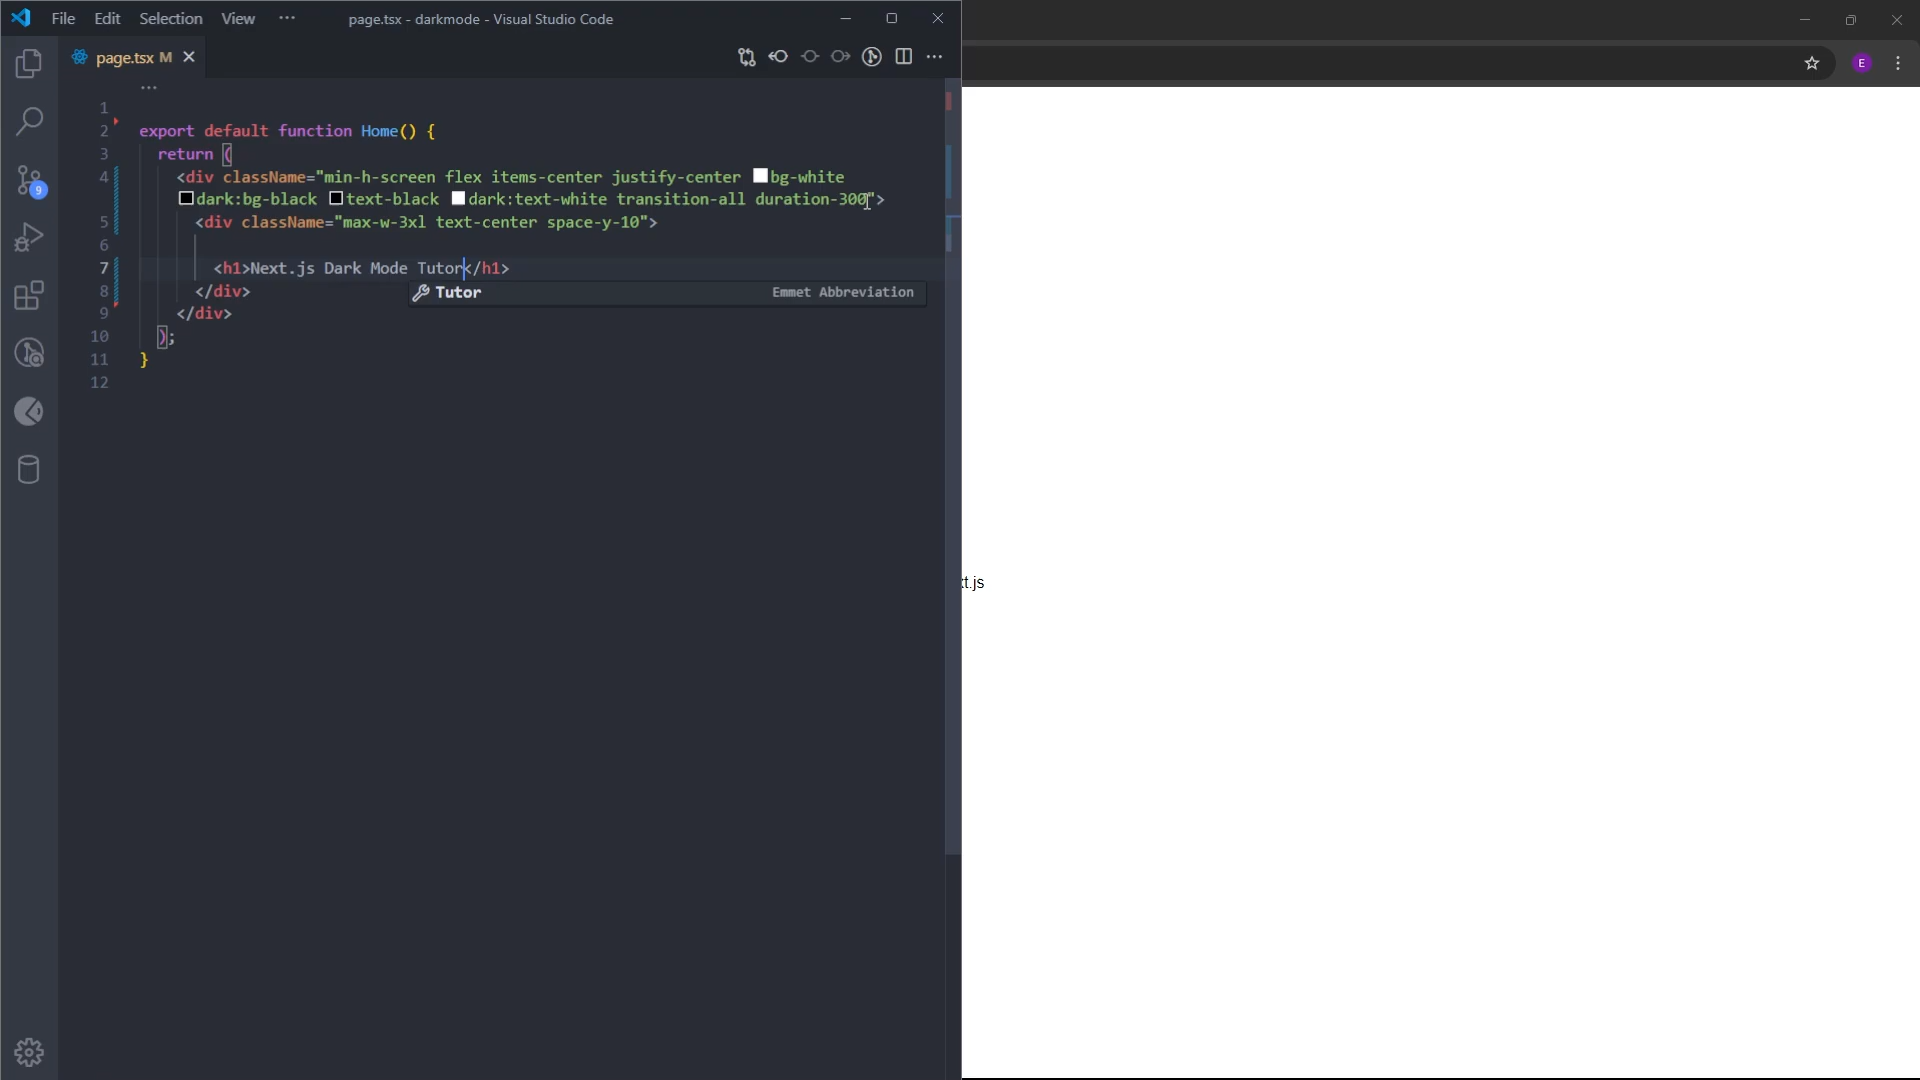 File Edit Selection View ··· page.tsx - darkmode - Visual Studio Code
page.tsx M
E
···
1
2 export default function Home() {
3 return (
4 <div className="min-h-screen flex items-center justify-center bg-white
dark:bg-black text-black dark:text-white transition-all duration-300">
5 <div className="max-w-3xl text-center space-y-10">
6
7 <h1>Next.js Dark Mode Tutor</h1>
8 </div>
Tutor Emmet Abbreviation
9 </div>
10 );
11 }
12
9
t.js